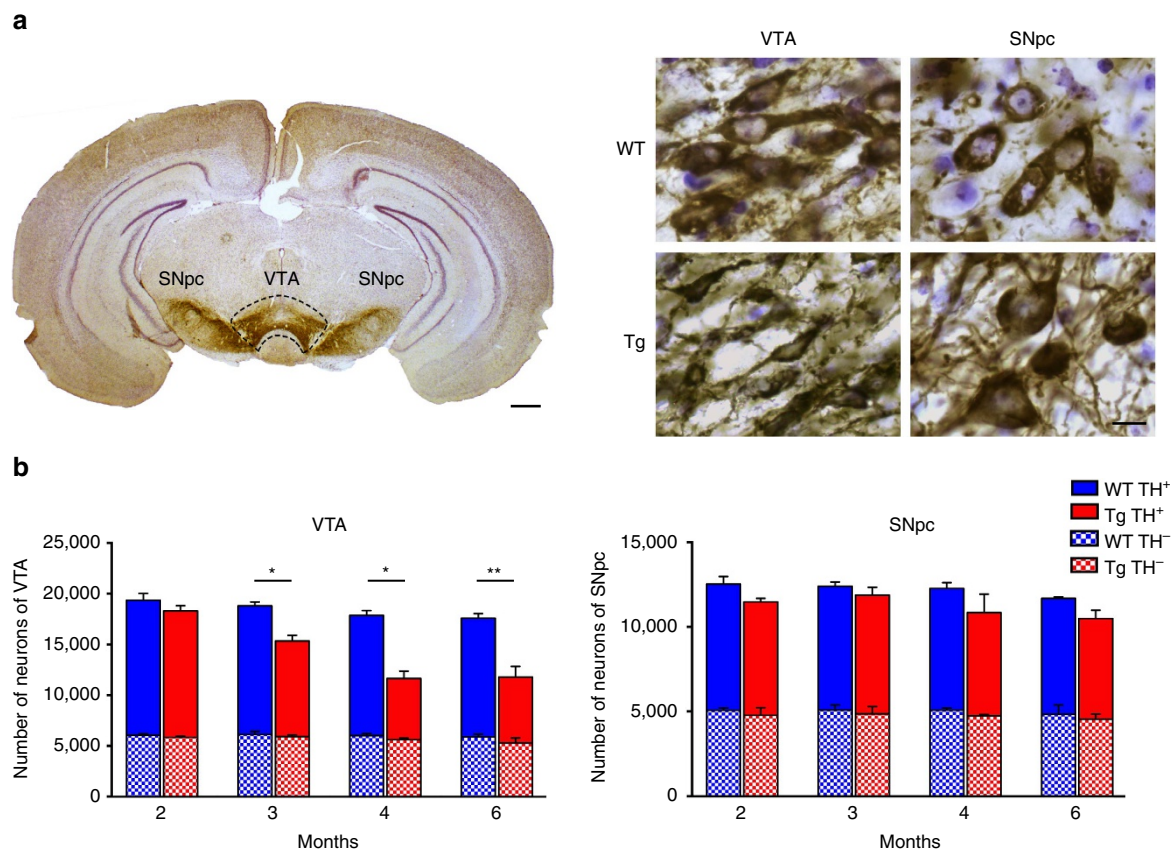 a
VTA
SNpc
WT
Tg
SNpc
VTA
SNpc
b
VTA
Number of neurons of VTA
25,000
20,000
15,000
10,000
5,000
0
*
*
**
2
3
4
6
Months
SNpc
Number of neurons of SNpc
15,000
10,000
5,000
0
2
3
4
6
Months
WT TH⁺
Tg TH⁺
WT TH⁻
Tg TH⁻